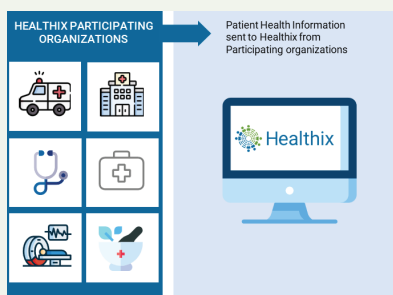 HEALTHIX PARTICIPATING
ORGANIZATIONS
Patient Health Information
sent to Healthix from
Participating organizations
Healthix